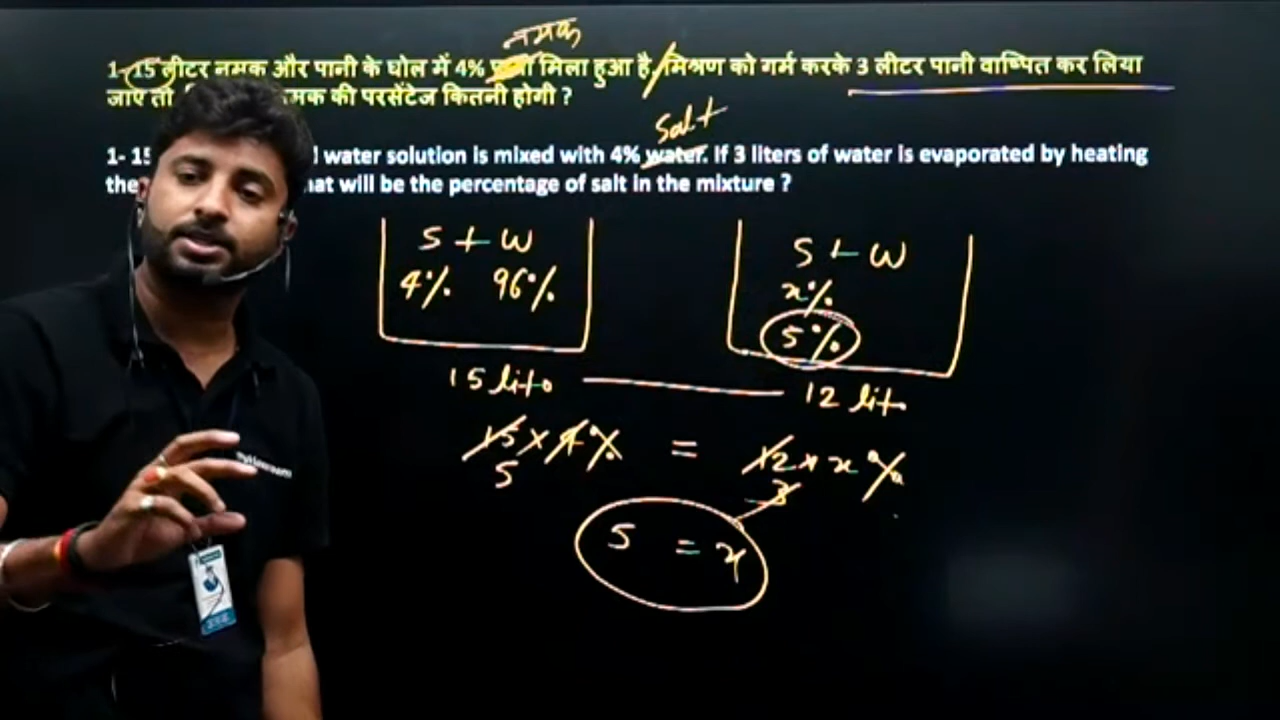 नमक
1- 15 लीटर नमक और पानी के घोल में 4% मिला हुआ है, मिश्रण को गर्म करके 3 लीटर पानी वाष्पित कर लिया
जाए तो की परसेंटेज कितनी होगी ?
Salt
1- 15 water solution is mixed with 4% water. If 3 liters of water is evaporated by heating
the what will be the percentage of salt in the mixture ?
S + W S + W
4% 96% x%
5%
15 lit 12 lit
15 x 4% = 12 x x%
5 3
5 = x